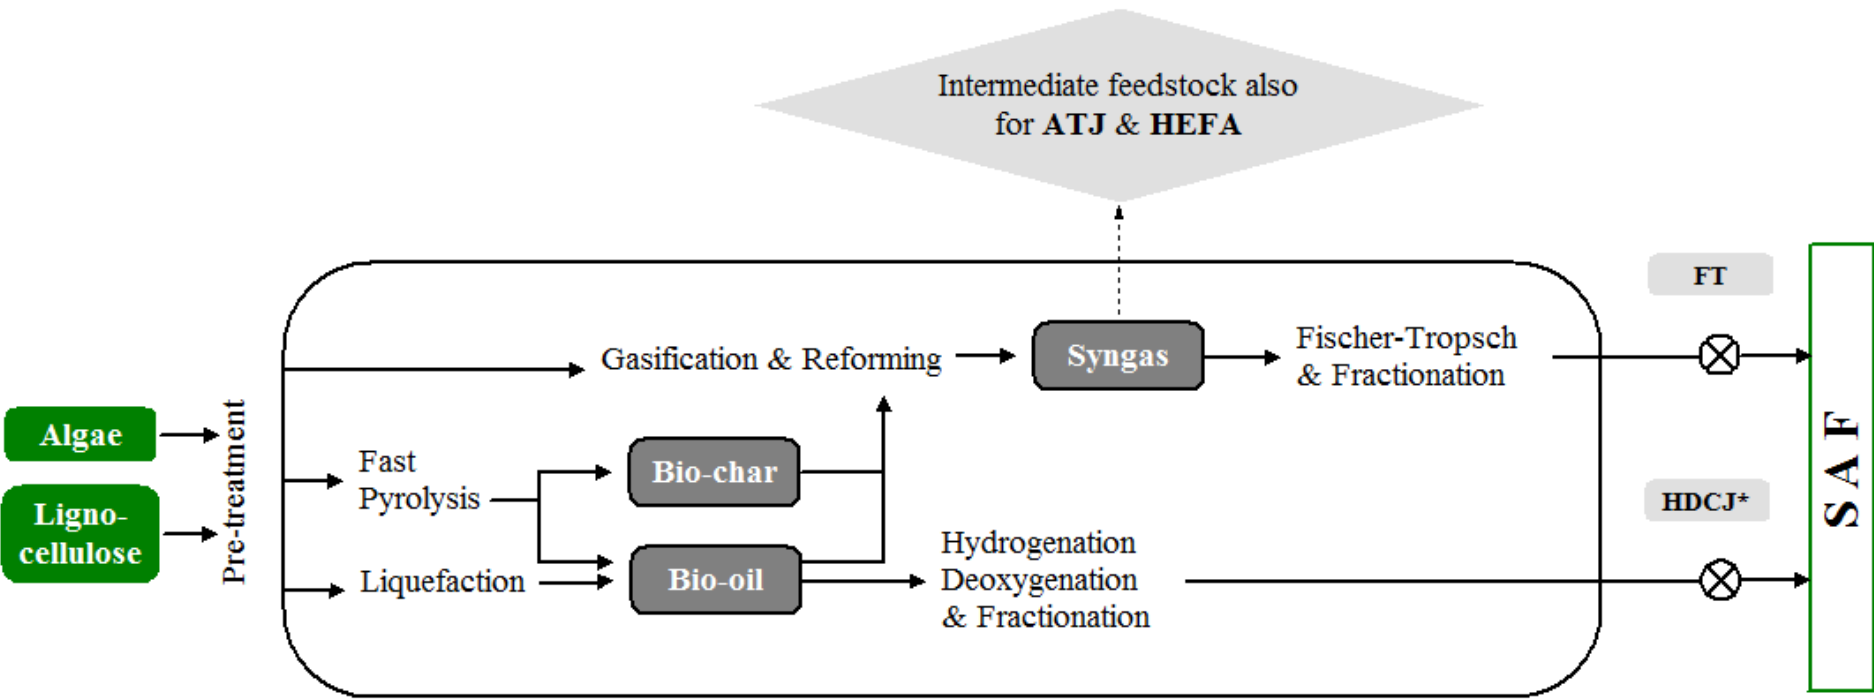 Intermediate feedstock also
for ATJ & HEFA
FT
Gasification & Reforming
Syngas
Fischer-Tropsch
& Fractionation
Algae
Ligno-
cellulose
Pre-treatment
Fast
Pyrolysis
Bio-char
Liquefaction
Bio-oil
Hydrogenation
Deoxygenation
& Fractionation
HDCJ*
SAF